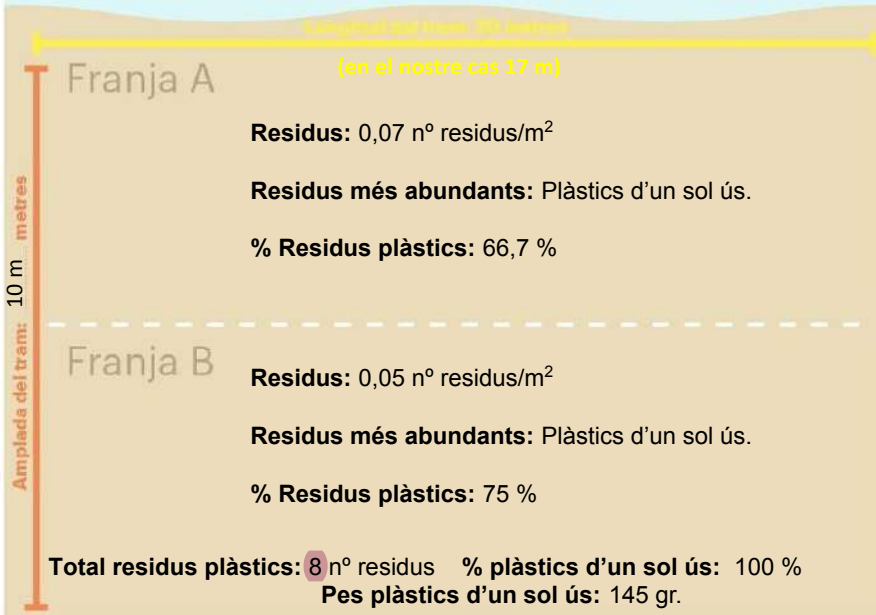 Longitud del tram: 20 metres
(en el nostre cas 17 m)
Franja A
Residus: 0,07 nº residus/m²
Residus més abundants: Plàstics d’un sol ús.
% Residus plàstics: 66,7 %
Amplada del tram: 10 m metres
Franja B
Residus: 0,05 nº residus/m²
Residus més abundants: Plàstics d’un sol ús.
% Residus plàstics: 75 %
Total residus plàstics: 8 nº residus % plàstics d’un sol ús: 100 %
Pes plàstics d’un sol ús: 145 gr.